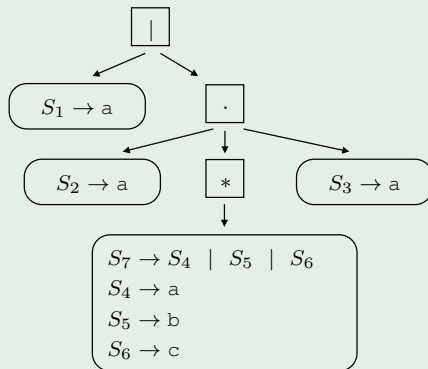 |
S₁ → a
.
S₂ → a
*
S₃ → a
S₇ → S₄ | S₅ | S₆
S₄ → a
S₅ → b
S₆ → c